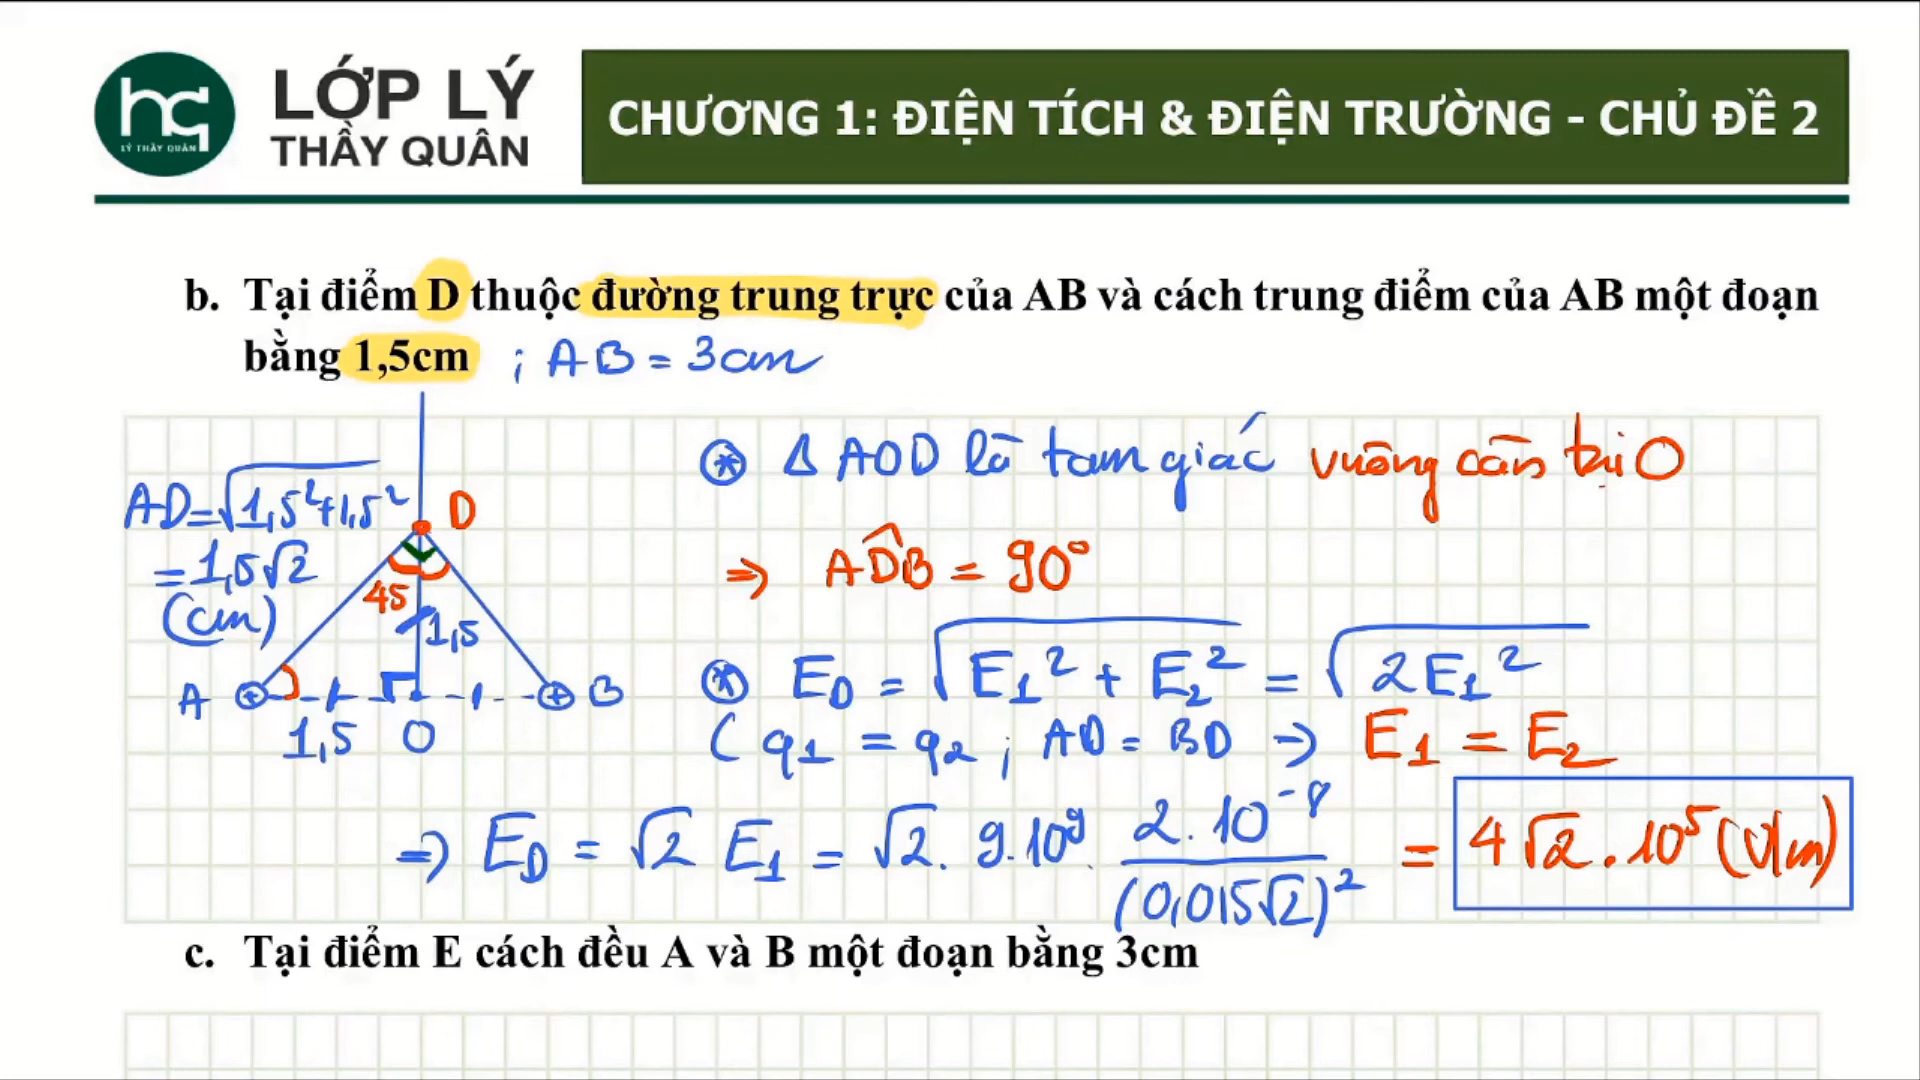 hq
LÝ THẦY QUÂN
LỚP LÝ
THẦY QUÂN
CHƯƠNG 1: ĐIỆN TÍCH & ĐIỆN TRƯỜNG - CHỦ ĐỀ 2
b. Tại điểm D thuộc đường trung trực của AB và cách trung điểm của AB một đoạn
bằng 1,5cm ; AB = 3cm
⊛ Δ AOD là tam giác vuông cân tại O
AD = √1,5² + 1,5²
= 1,5√2
(cm)
D
45
1,5
A
B
1,5
O
=> ADB̂ = 90°
⊛ E_D = √E₁² + E₂² = √2E₁²
( q₁ = q₂ ; AD = BD => E₁ = E₂
=> E_D = √2 E₁ = √2 . 9.10⁹ . 2.10⁻⁸ / (0,015√2)² = 4√2 . 10⁵ (V/m)
c. Tại điểm E cách đều A và B một đoạn bằng 3cm